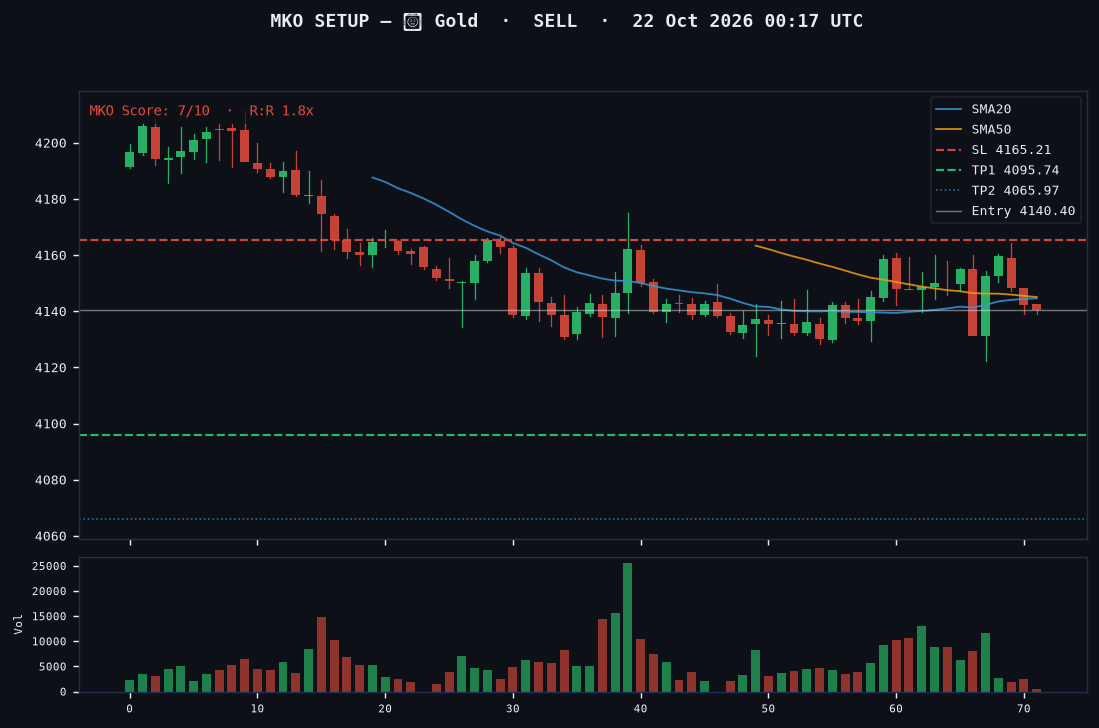 MKO SETUP — Gold · SELL · 22 Oct 2026 00:17 UTC
MKO Score: 7/10 · R:R 1.8x
SMA20
SMA50
SL 4165.21
TP1 4095.74
TP2 4065.97
Entry 4140.40
4200
4180
4160
4140
4120
4100
4080
4060
Vol
25000
20000
15000
10000
5000
0
0 10 20 30 40 50 60 70